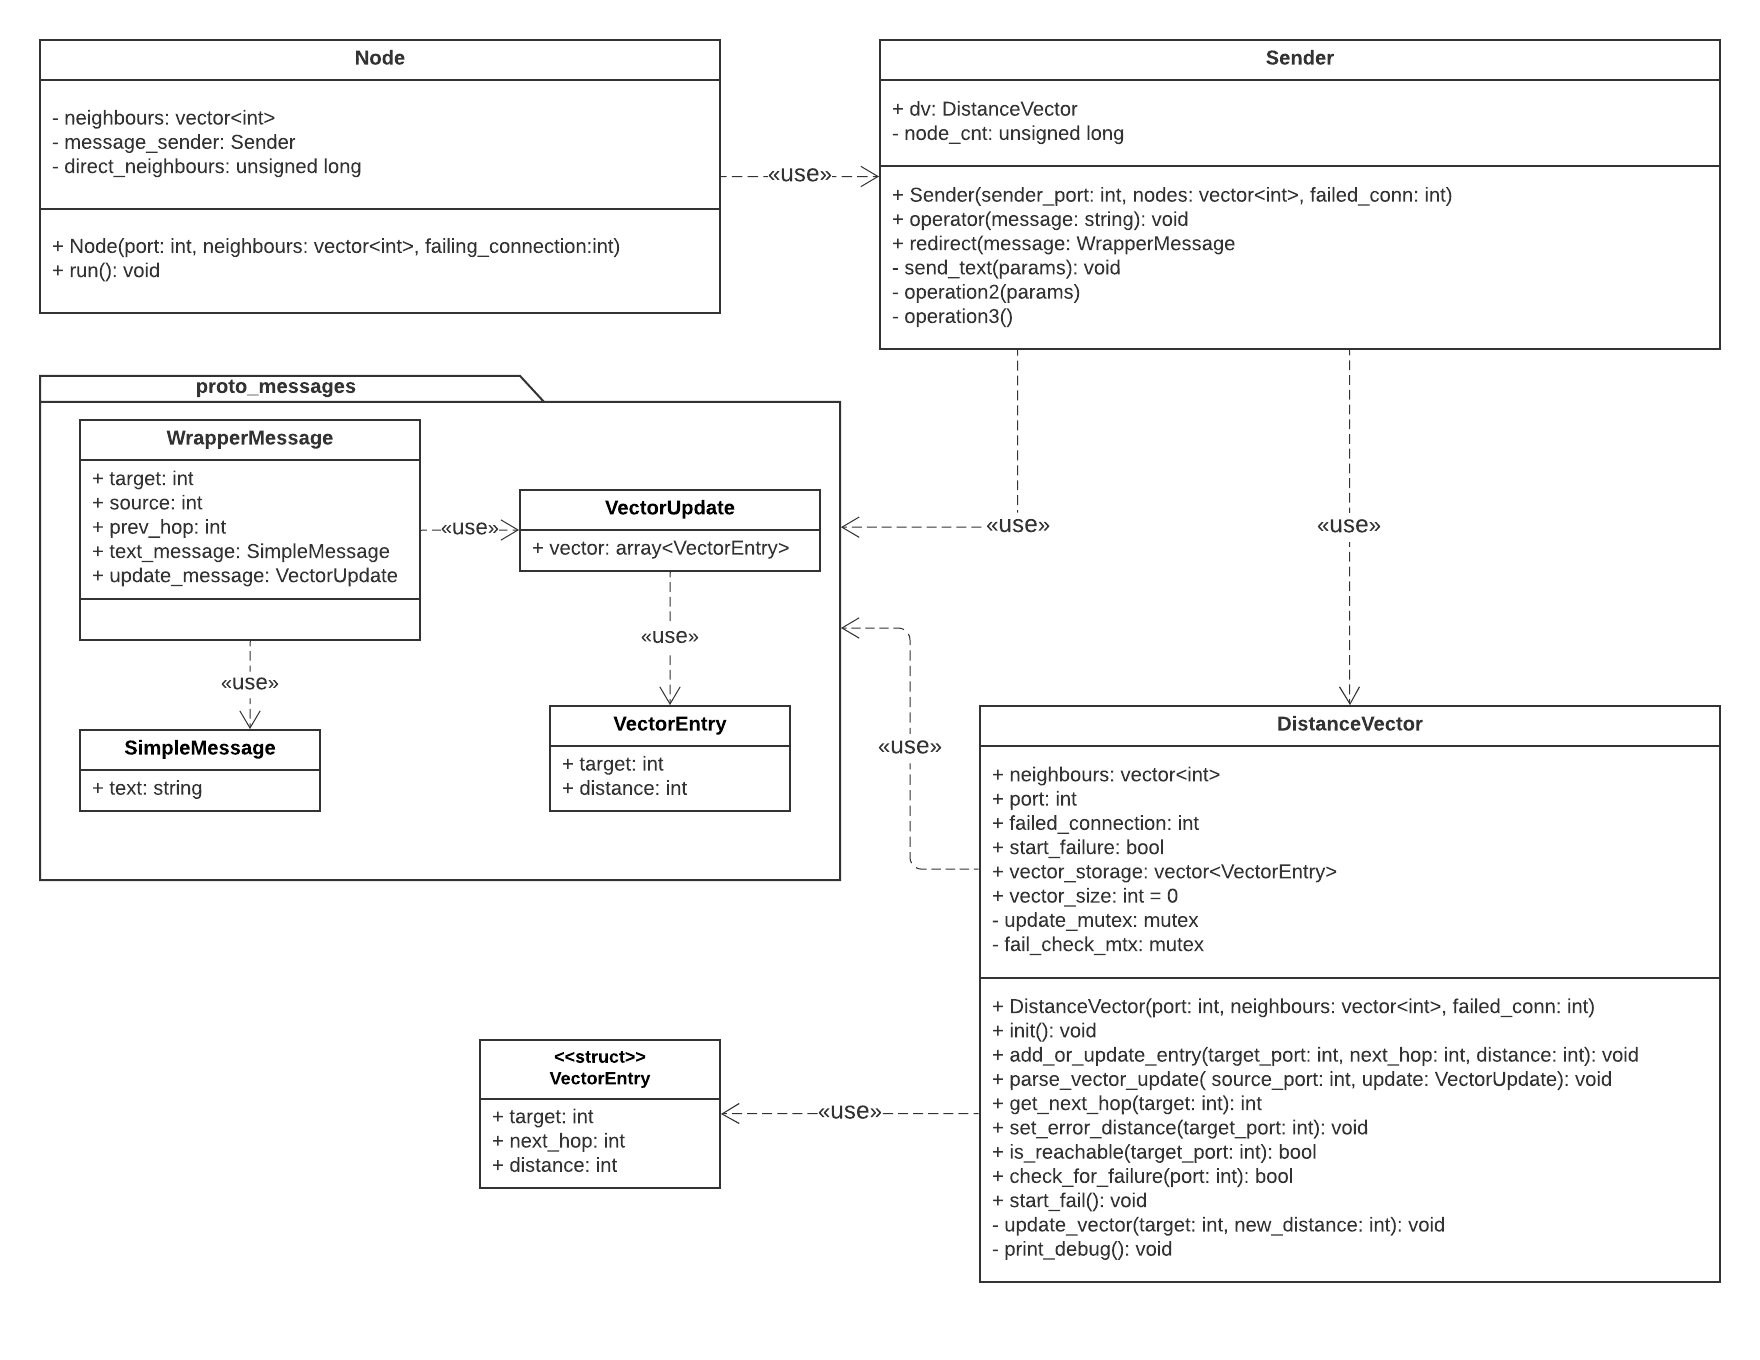 Node
- neighbours: vector<int>
- message_sender: Sender
- direct_neighbours: unsigned long
+ Node(port: int, neighbours: vector<int>, failing_connection:int)
+ run(): void
«use»
Sender
+ dv: DistanceVector
- node_cnt: unsigned long
+ Sender(sender_port: int, nodes: vector<int>, failed_conn: int)
+ operator(message: string): void
+ redirect(message: WrapperMessage
- send_text(params): void
- operation2(params)
- operation3()
proto_messages
WrapperMessage
+ target: int
+ source: int
+ prev_hop: int
+ text_message: SimpleMessage
+ update_message: VectorUpdate
«use»
VectorUpdate
+ vector: array<VectorEntry>
«use»
«use»
«use»
«use»
SimpleMessage
+ text: string
VectorEntry
+ target: int
+ distance: int
«use»
DistanceVector
+ neighbours: vector<int>
+ port: int
+ failed_connection: int
+ start_failure: bool
+ vector_storage: vector<VectorEntry>
+ vector_size: int = 0
- update_mutex: mutex
- fail_check_mtx: mutex
+ DistanceVector(port: int, neighbours: vector<int>, failed_conn: int)
+ init(): void
+ add_or_update_entry(target_port: int, next_hop: int, distance: int): void
+ parse_vector_update( source_port: int, update: VectorUpdate): void
+ get_next_hop(target: int): int
+ set_error_distance(target_port: int): void
+ is_reachable(target_port: int): bool
+ check_for_failure(port: int): bool
+ start_fail(): void
- update_vector(target: int, new_distance: int): void
- print_debug(): void
<<struct>>
VectorEntry
+ target: int
+ next_hop: int
+ distance: int
«use»